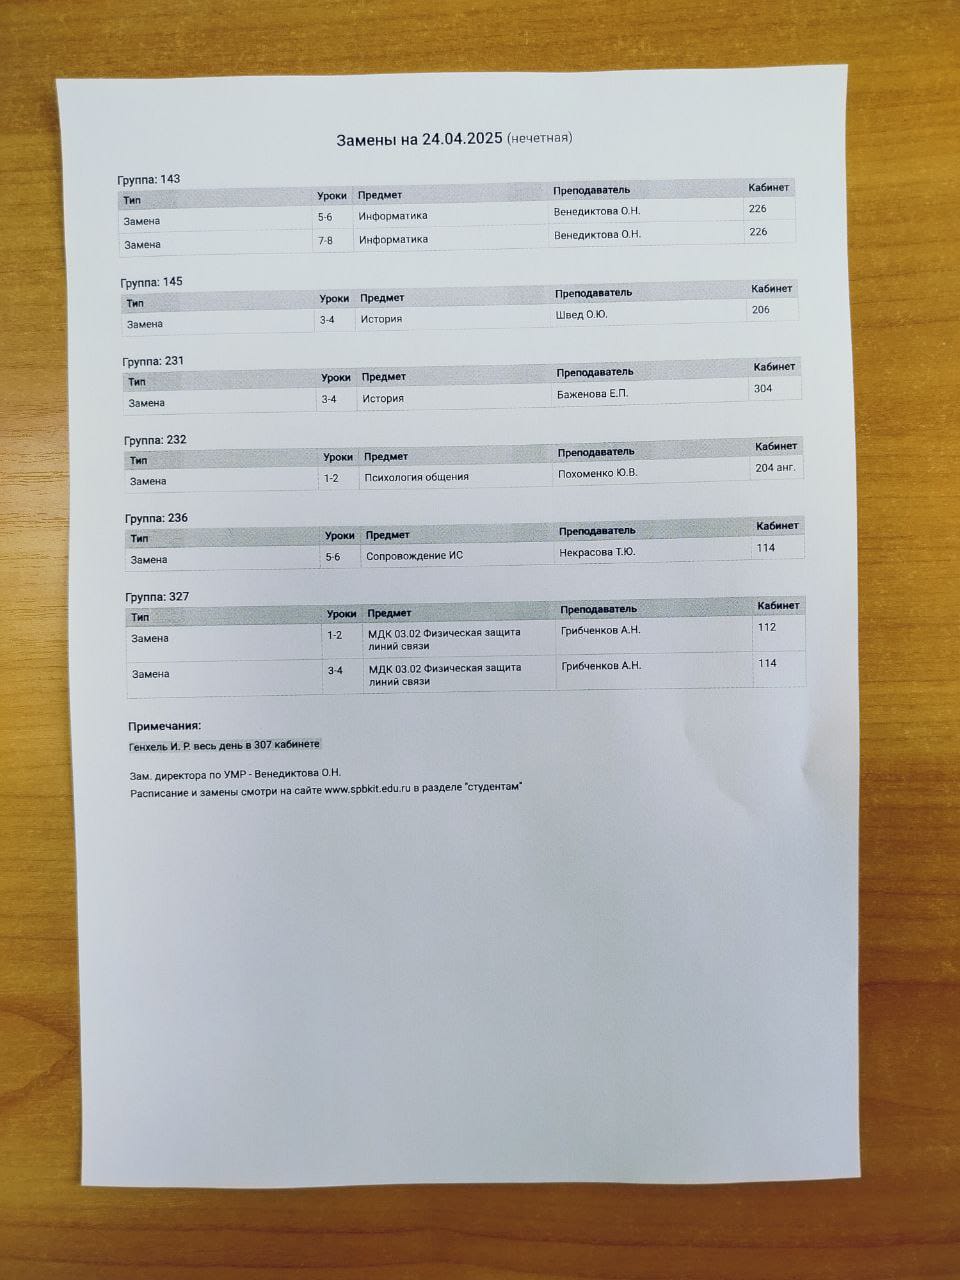 Замены на 24.04.2025 (нечетная)
Группа: 143
Тип Уроки Предмет Преподаватель Кабинет
Замена 5-6 Информатика Венедиктова О.Н. 226
Замена 7-8 Информатика Венедиктова О.Н. 226
Группа: 145
Тип Уроки Предмет Преподаватель Кабинет
Замена 3-4 История Швед О.Ю. 206
Группа: 231
Тип Уроки Предмет Преподаватель Кабинет
Замена 3-4 История Баженова Е.П. 304
Группа: 232
Тип Уроки Предмет Преподаватель Кабинет
Замена 1-2 Психология общения Похоменко Ю.В. 204 анг.
Группа: 236
Тип Уроки Предмет Преподаватель Кабинет
Замена 5-6 Сопровождение ИС Некрасова Т.Ю. 114
Группа: 327
Тип Уроки Предмет Преподаватель Кабинет
Замена 1-2 МДК 03.02 Физическая защита Грибченков А.Н. 112
линий связи
Замена 3-4 МДК 03.02 Физическая защита Грибченков А.Н. 114
линий связи
Примечания:
Генхель И. Р. весь день в 307 кабинете
Зам. директора по УМР - Венедиктова О.Н.
Расписание и замены смотри на сайте www.spbkit.edu.ru в разделе "студентам"